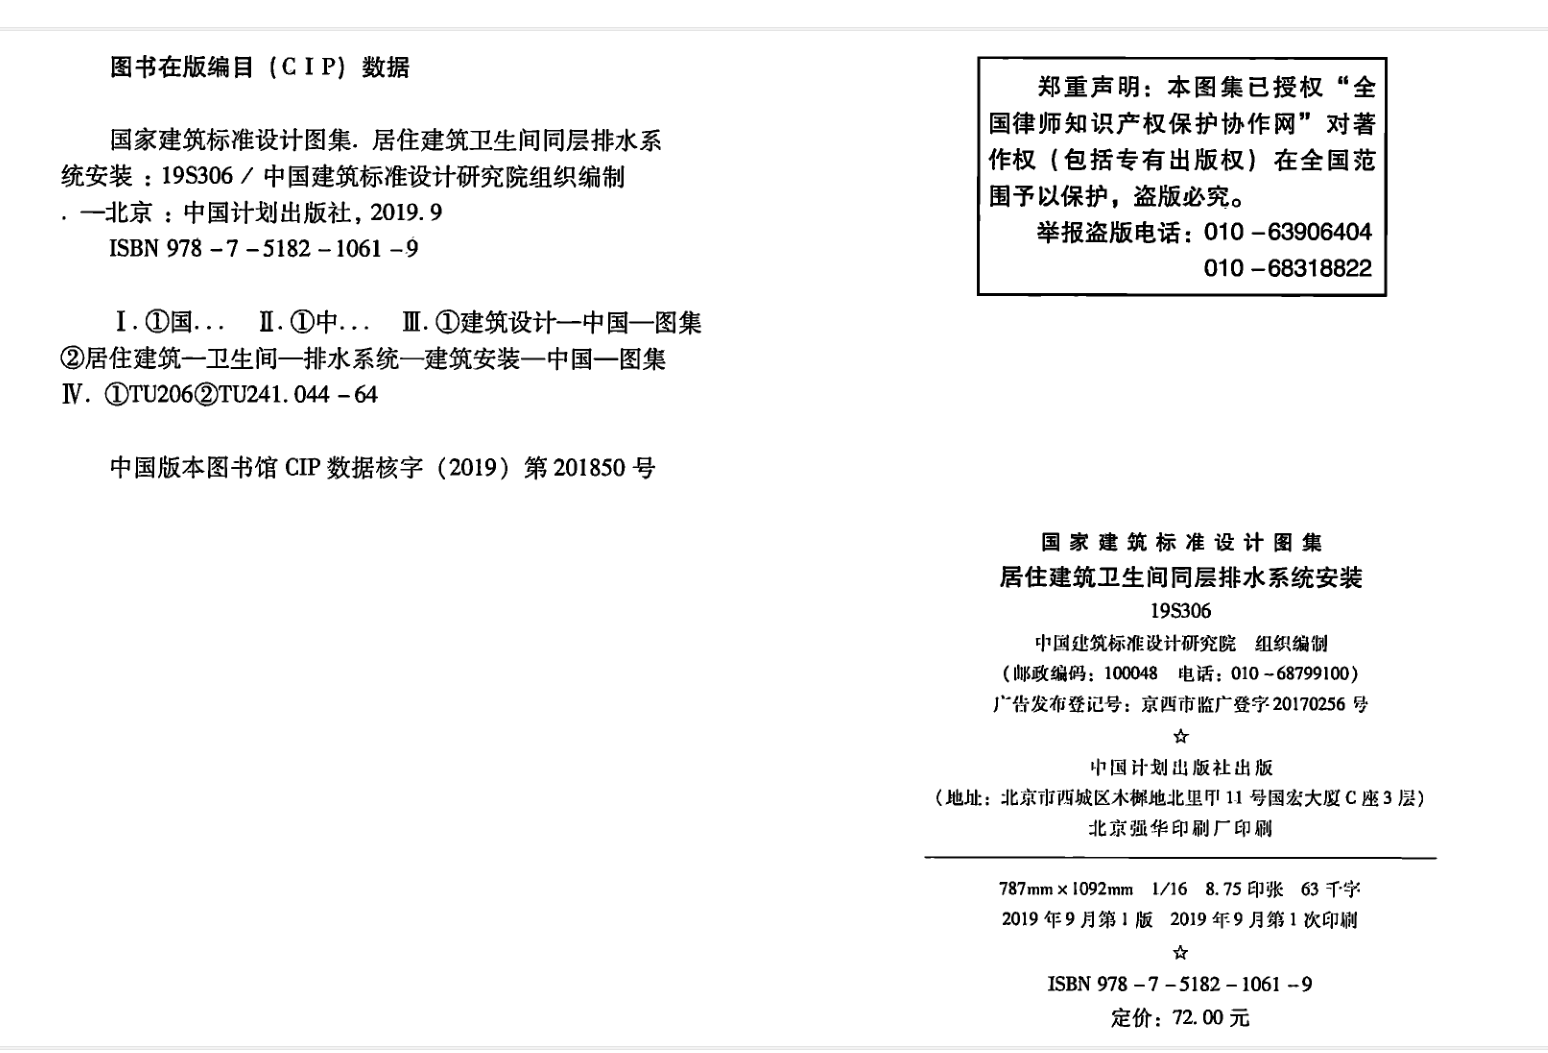 图书在版编目（CIP）数据
国家建筑标准设计图集. 居住建筑卫生间同层排水系
统安装：19S306 / 中国建筑标准设计研究院组织编制
. —北京：中国计划出版社, 2019. 9
ISBN 978 - 7 - 5182 - 1061 - 9
Ⅰ. ①国... Ⅱ. ①中... Ⅲ. ①建筑设计—中国—图集
②居住建筑—卫生间—排水系统—建筑安装—中国—图集
Ⅳ. ①TU206②TU241. 044 - 64
中国版本图书馆 CIP 数据核字（2019）第 201850 号
郑重声明：本图集已授权“全
国律师知识产权保护协作网”对著
作权（包括专有出版权）在全国范
围予以保护，盗版必究。
举报盗版电话：010 - 63906404
010 - 68318822
国家建筑标准设计图集
居住建筑卫生间同层排水系统安装
19S306
中国建筑标准设计研究院 组织编制
（邮政编码：100048 电话：010 - 68799100）
广告发布登记号：京西市监广登字 20170256 号
☆
中国计划出版社出版
（地址：北京市西城区木樨地北里甲 11 号国宏大厦 C 座 3 层）
北京强华印刷厂印刷
787mm × 1092mm 1/16 8. 75 印张 63 千字
2019 年 9 月第 1 版 2019 年 9 月第 1 次印刷
☆
ISBN 978 - 7 - 5182 - 1061 - 9
定价：72. 00 元